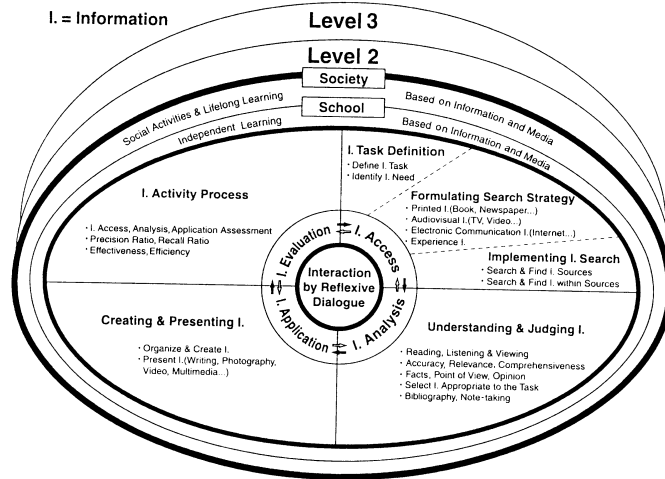 I. = Information
Level 3
Level 2
Society
School
Social Activities & Lifelong Learning
Based on Information and Media
Independent Learning
Based on Information and Media
I. Task Definition
· Define I. Task
· Identify I. Need
Formulating Search Strategy
· Printed I.(Book, Newspaper...)
· Audiovisual I.(TV, Video...)
· Electronic Communication I.(Internet...)
· Experience I.
Implementing I. Search
· Search & Find I. Sources
· Search & Find I. within Sources
I. Activity Process
· I. Access, Analysis, Application Assessment
· Precision Ratio, Recall Ratio
· Effectiveness, Efficiency
I. Evaluation
I. Access
I. Application
I. Analysis
Interaction
by Reflexive
Dialogue
Creating & Presenting I.
· Organize & Create I.
· Present I.(Writing, Photography,
Video, Multimedia...)
Understanding & Judging I.
· Reading, Listening & Viewing
· Accuracy, Relevance, Comprehensiveness
· Facts, Point of View, Opinion
· Select I. Appropriate to the Task
· Bibliography, Note-taking